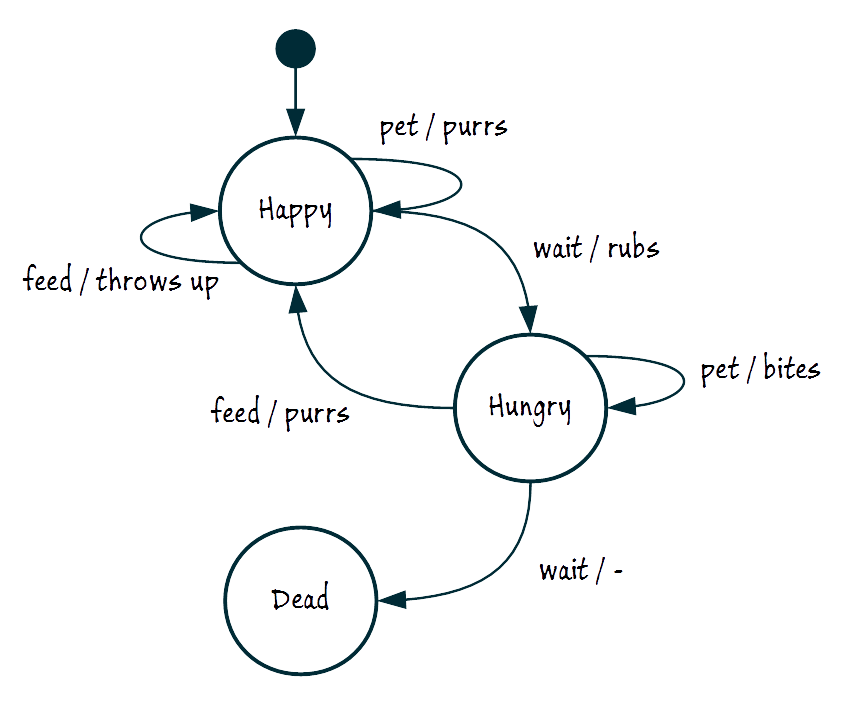 pet / purrs
Happy
wait / rubs
feed / throws up
pet / bites
Hungry
feed / purrs
wait / -
Dead